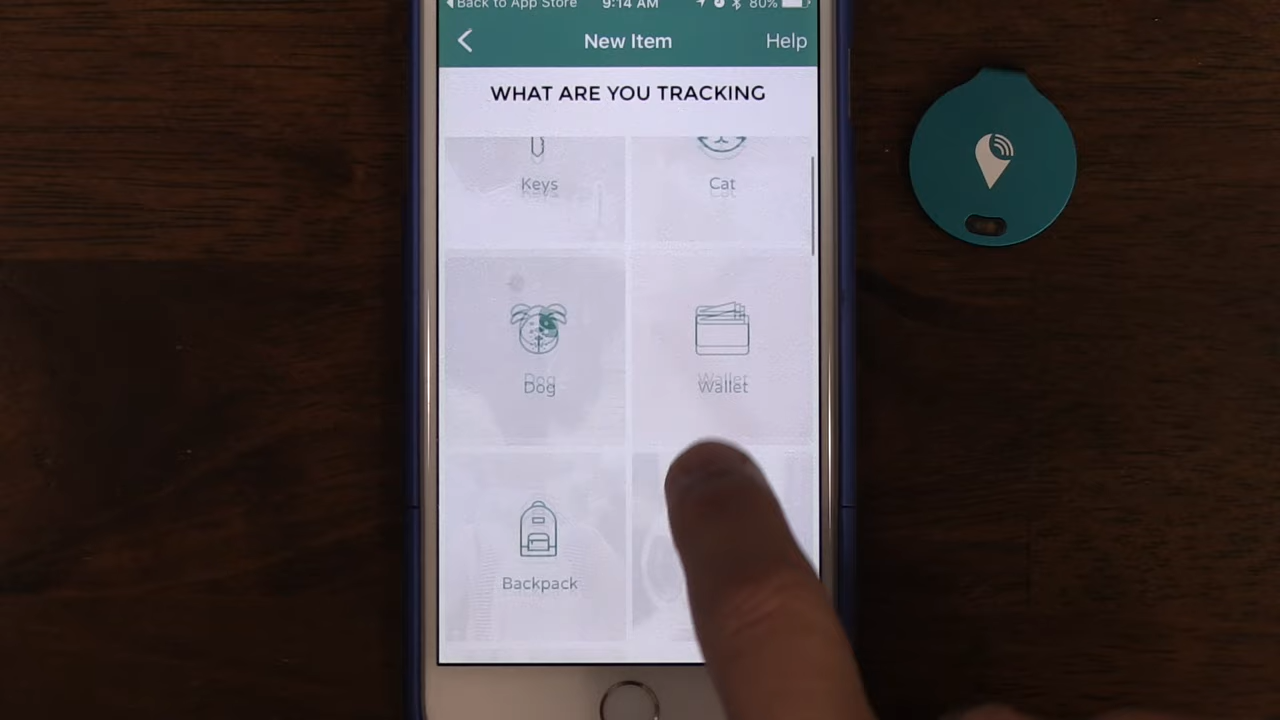 Back to App Store 9:14 AM 80%
New Item Help
WHAT ARE YOU TRACKING
Keys Cat
Dog Wallet
Backpack